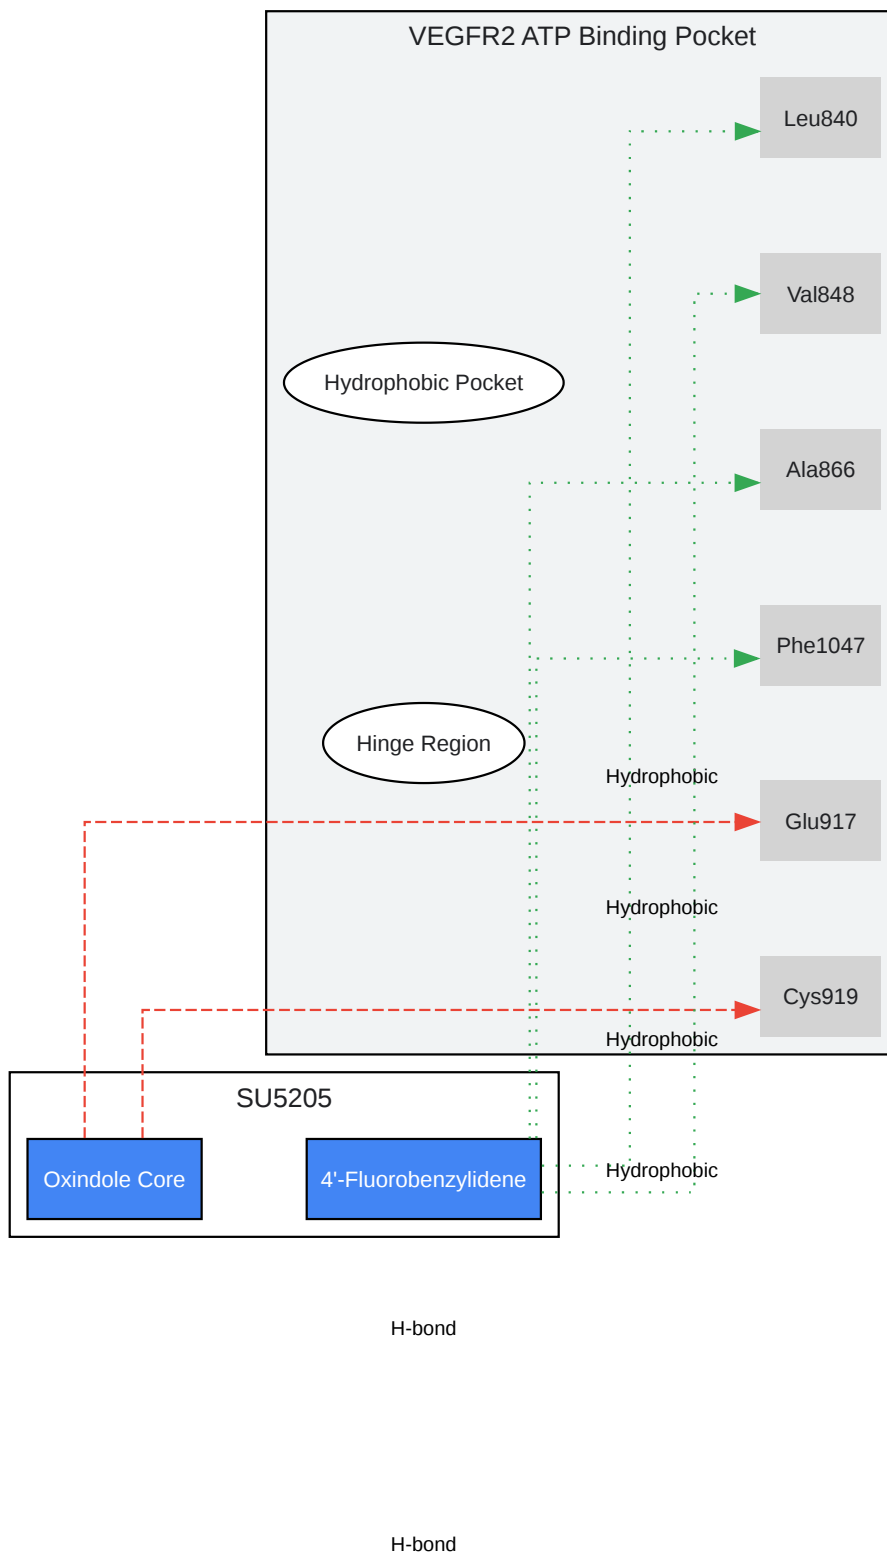 VEGFR2 ATP Binding Pocket
Leu840
Val848
Hydrophobic Pocket
Ala866
Phe1047
Hinge Region
Hydrophobic
Glu917
Hydrophobic
Cys919
Hydrophobic
SU5205
Hydrophobic
Oxindole Core
4'-Fluorobenzylidene
H-bond
H-bond